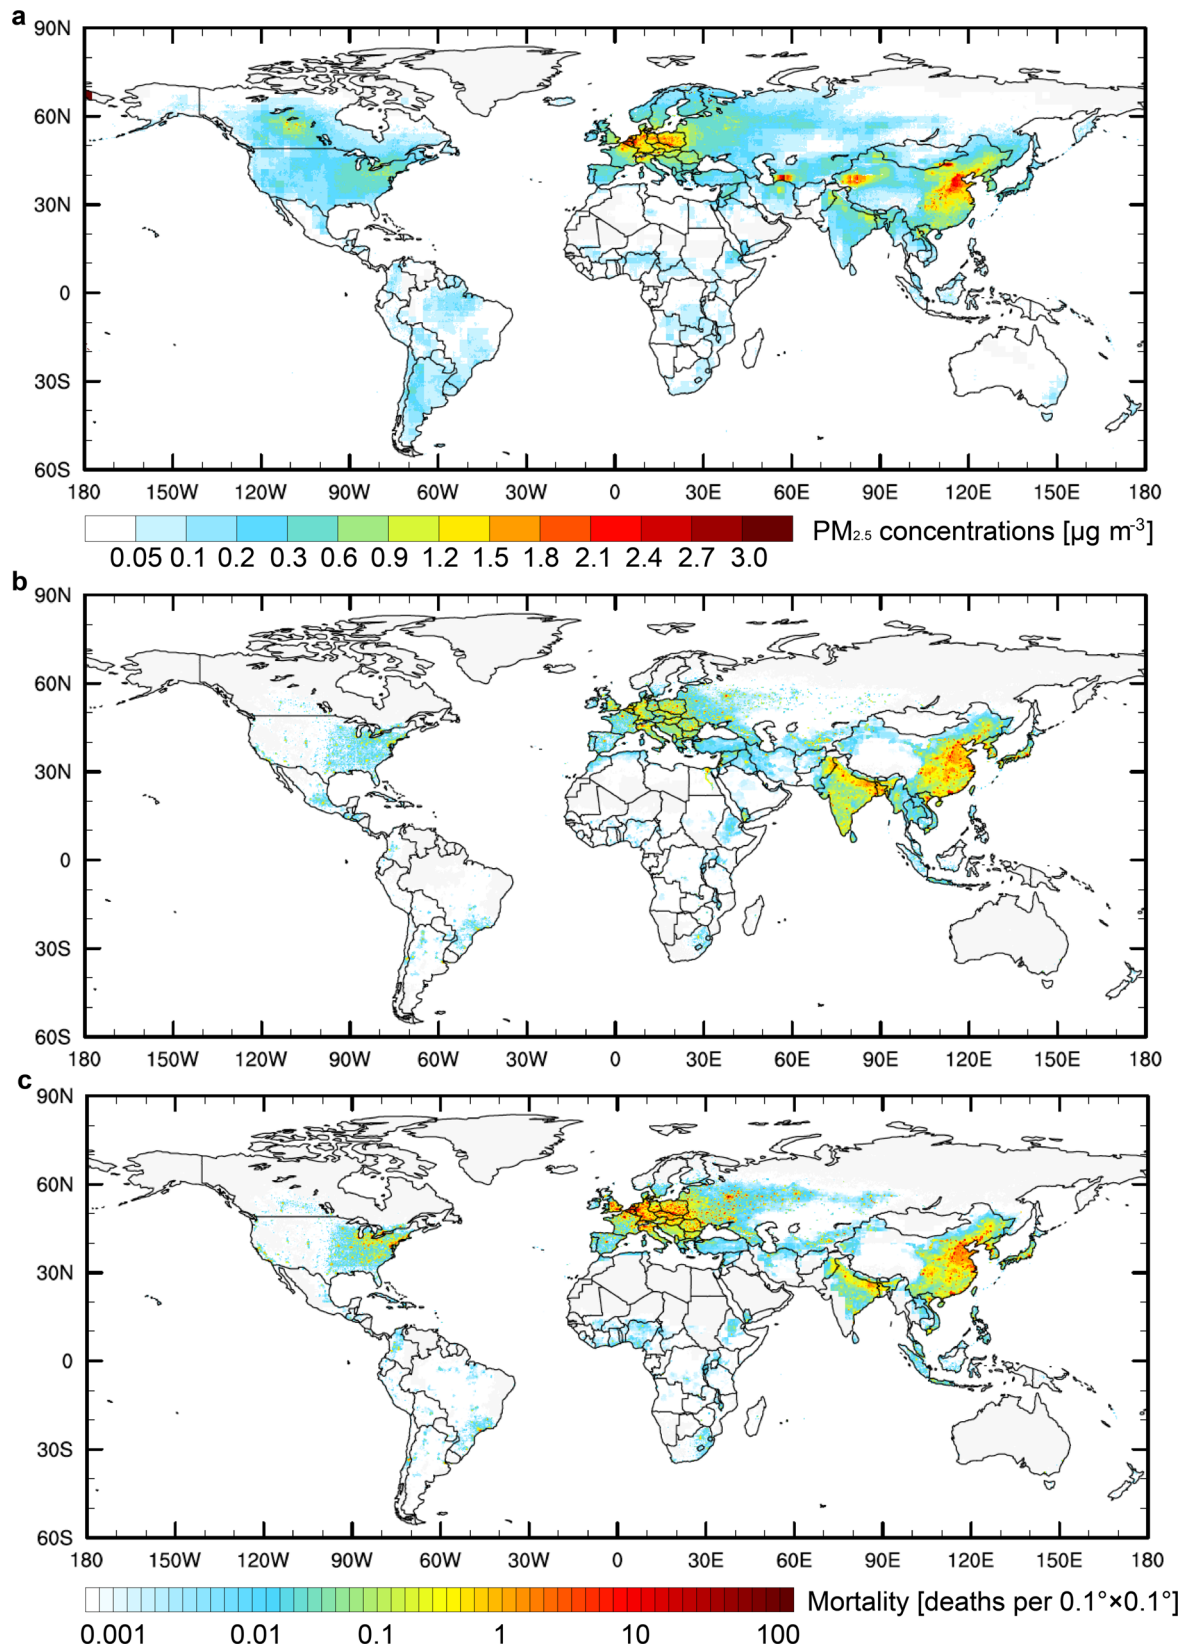 a
90N
60N
30N
0
30S
60S
180 150W 120W 90W 60W 30W 0 30E 60E 90E 120E 150E 180
0.05 0.1 0.2 0.3 0.6 0.9 1.2 1.5 1.8 2.1 2.4 2.7 3.0
PM2.5 concentrations [µg m-3]
b
90N
60N
30N
0
30S
60S
180 150W 120W 90W 60W 30W 0 30E 60E 90E 120E 150E 180
c
90N
60N
30N
0
30S
60S
180 150W 120W 90W 60W 30W 0 30E 60E 90E 120E 150E 180
0.001 0.01 0.1 1 10 100
Mortality [deaths per 0.1°×0.1°]